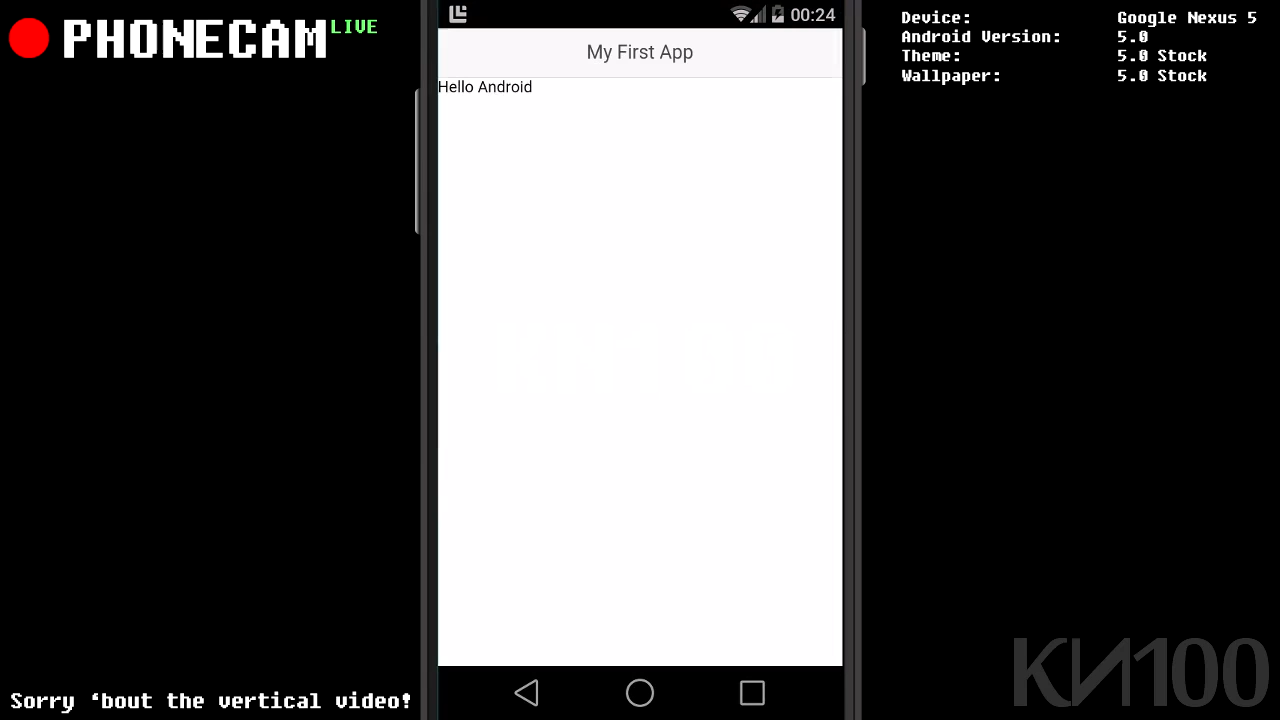 PHONECAM LIVE
00:24
My First App
Hello Android
KN100
Device: Google Nexus 5
Android Version: 5.0
Theme: 5.0 Stock
Wallpaper: 5.0 Stock
Sorry ‘bout the vertical video!
KИ100